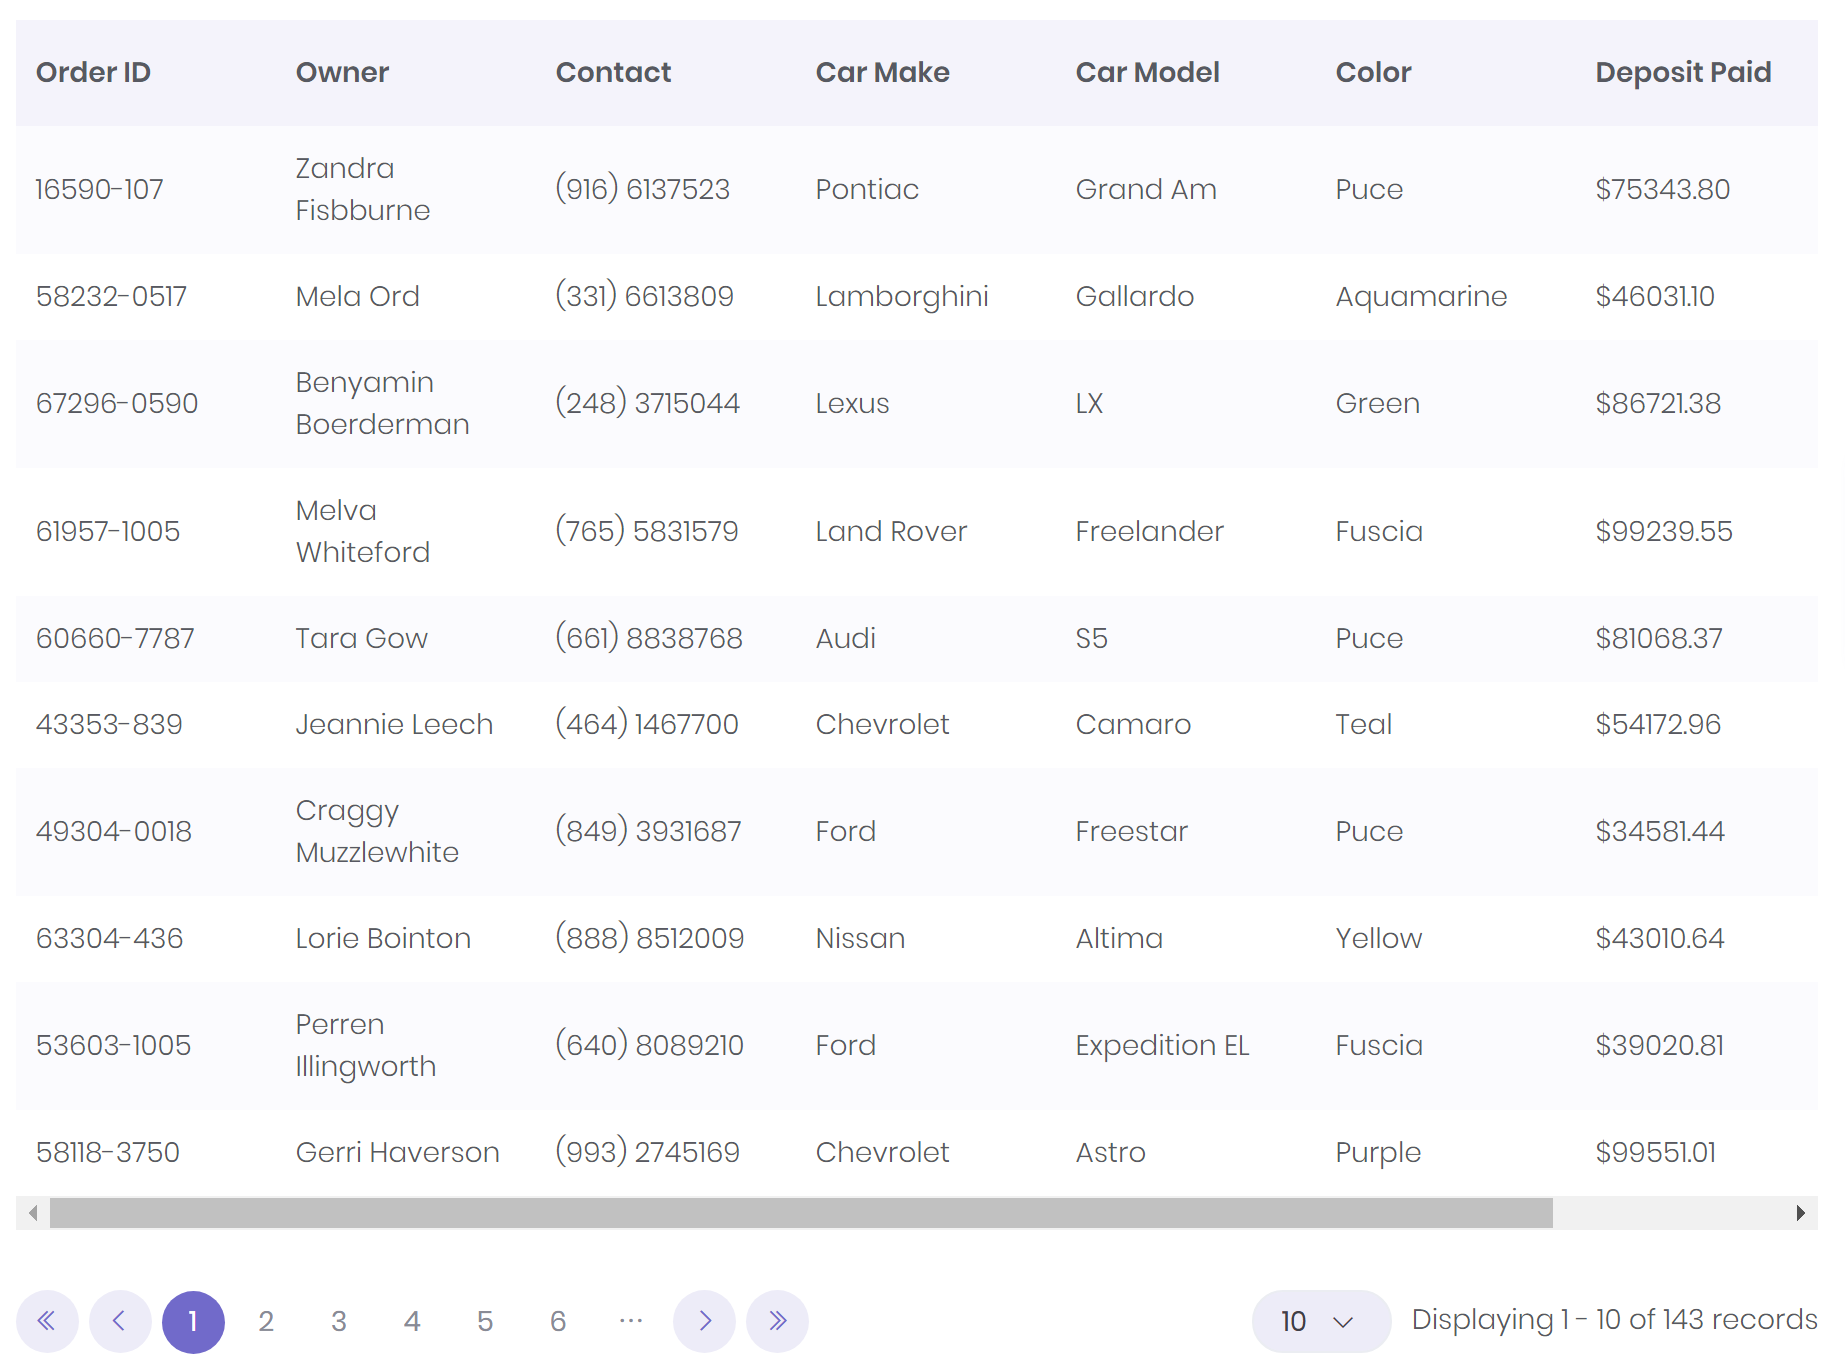 Order ID Owner Contact Car Make Car Model Color Deposit Paid
16590-107 Zandra Fisbburne (916) 6137523 Pontiac Grand Am Puce $75343.80
58232-0517 Mela Ord (331) 6613809 Lamborghini Gallardo Aquamarine $46031.10
67296-0590 Benyamin Boerderman (248) 3715044 Lexus LX Green $86721.38
61957-1005 Melva Whiteford (765) 5831579 Land Rover Freelander Fuscia $99239.55
60660-7787 Tara Gow (661) 8838768 Audi S5 Puce $81068.37
43353-839 Jeannie Leech (464) 1467700 Chevrolet Camaro Teal $54172.96
49304-0018 Craggy Muzzlewhite (849) 3931687 Ford Freestar Puce $34581.44
63304-436 Lorie Bointon (888) 8512009 Nissan Altima Yellow $43010.64
53603-1005 Perren Illingworth (640) 8089210 Ford Expedition EL Fuscia $39020.81
58118-3750 Gerri Haverson (993) 2745169 Chevrolet Astro Purple $99551.01
1 2 3 4 5 6 ... 10 Displaying 1 - 10 of 143 records